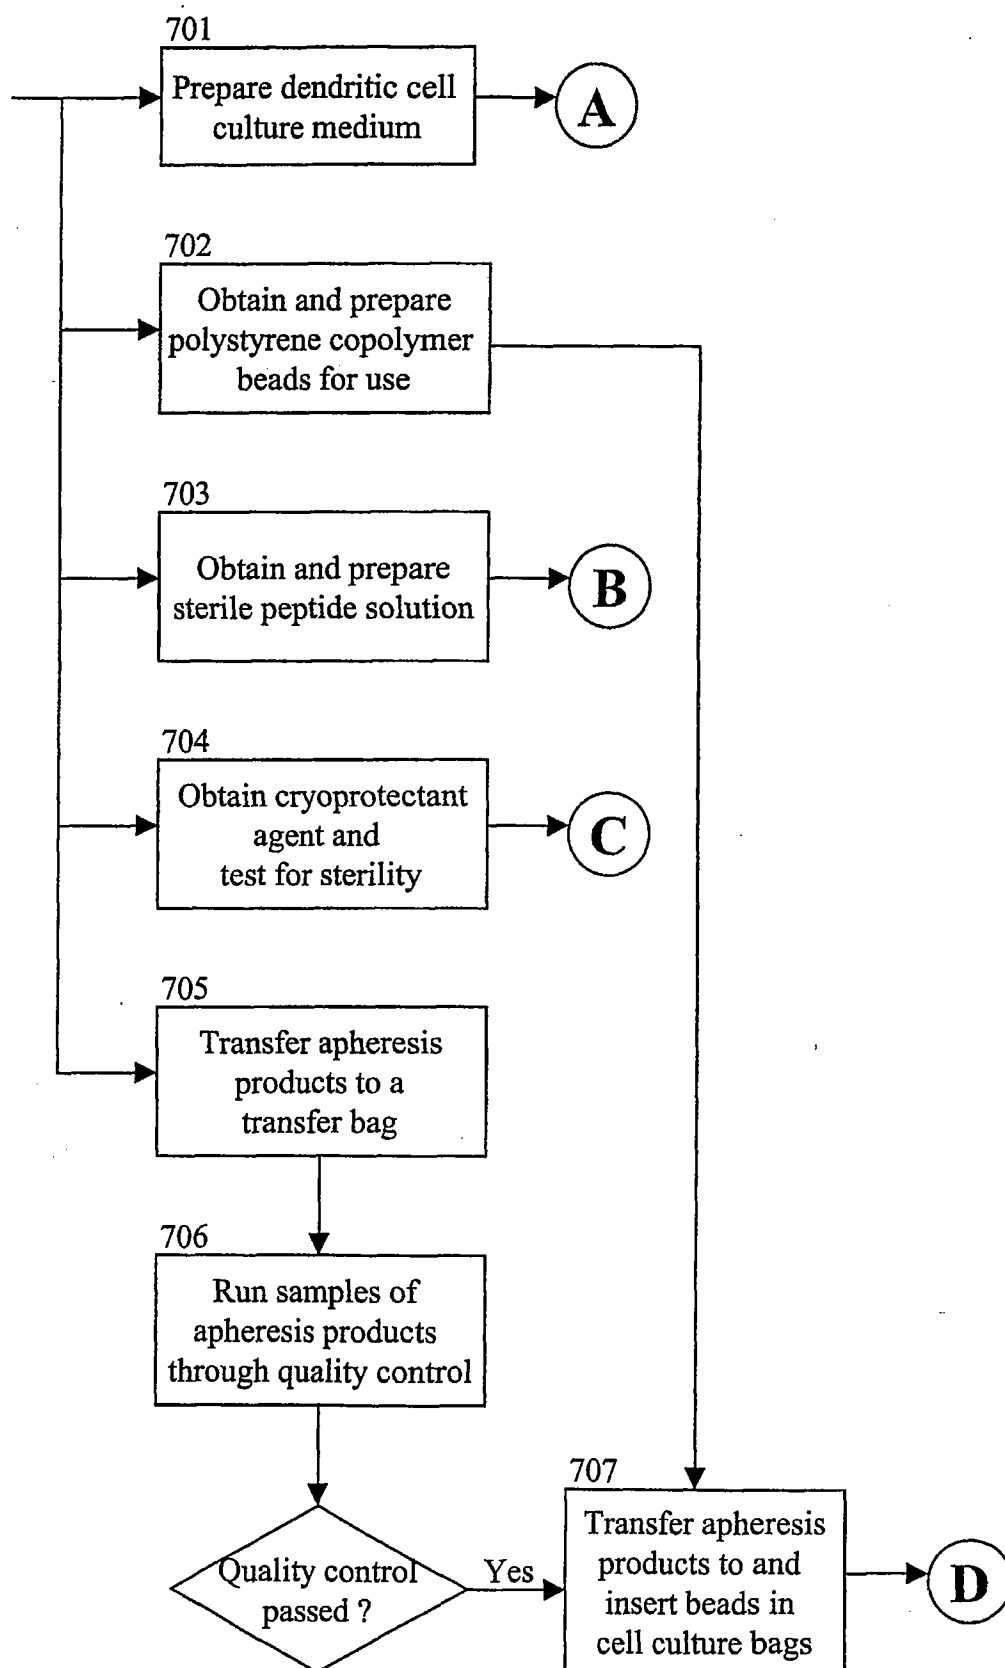 701
Prepare dendritic cell
culture medium
A
702
Obtain and prepare
polystyrene copolymer
beads for use
703
Obtain and prepare
sterile peptide solution
B
704
Obtain cryoprotectant
agent and
test for sterility
C
705
Transfer apheresis
products to a
transfer bag
706
Run samples of
apheresis products
through quality control
Quality control
passed ?
Yes
707
Transfer apheresis
products to and
insert beads in
cell culture bags
D